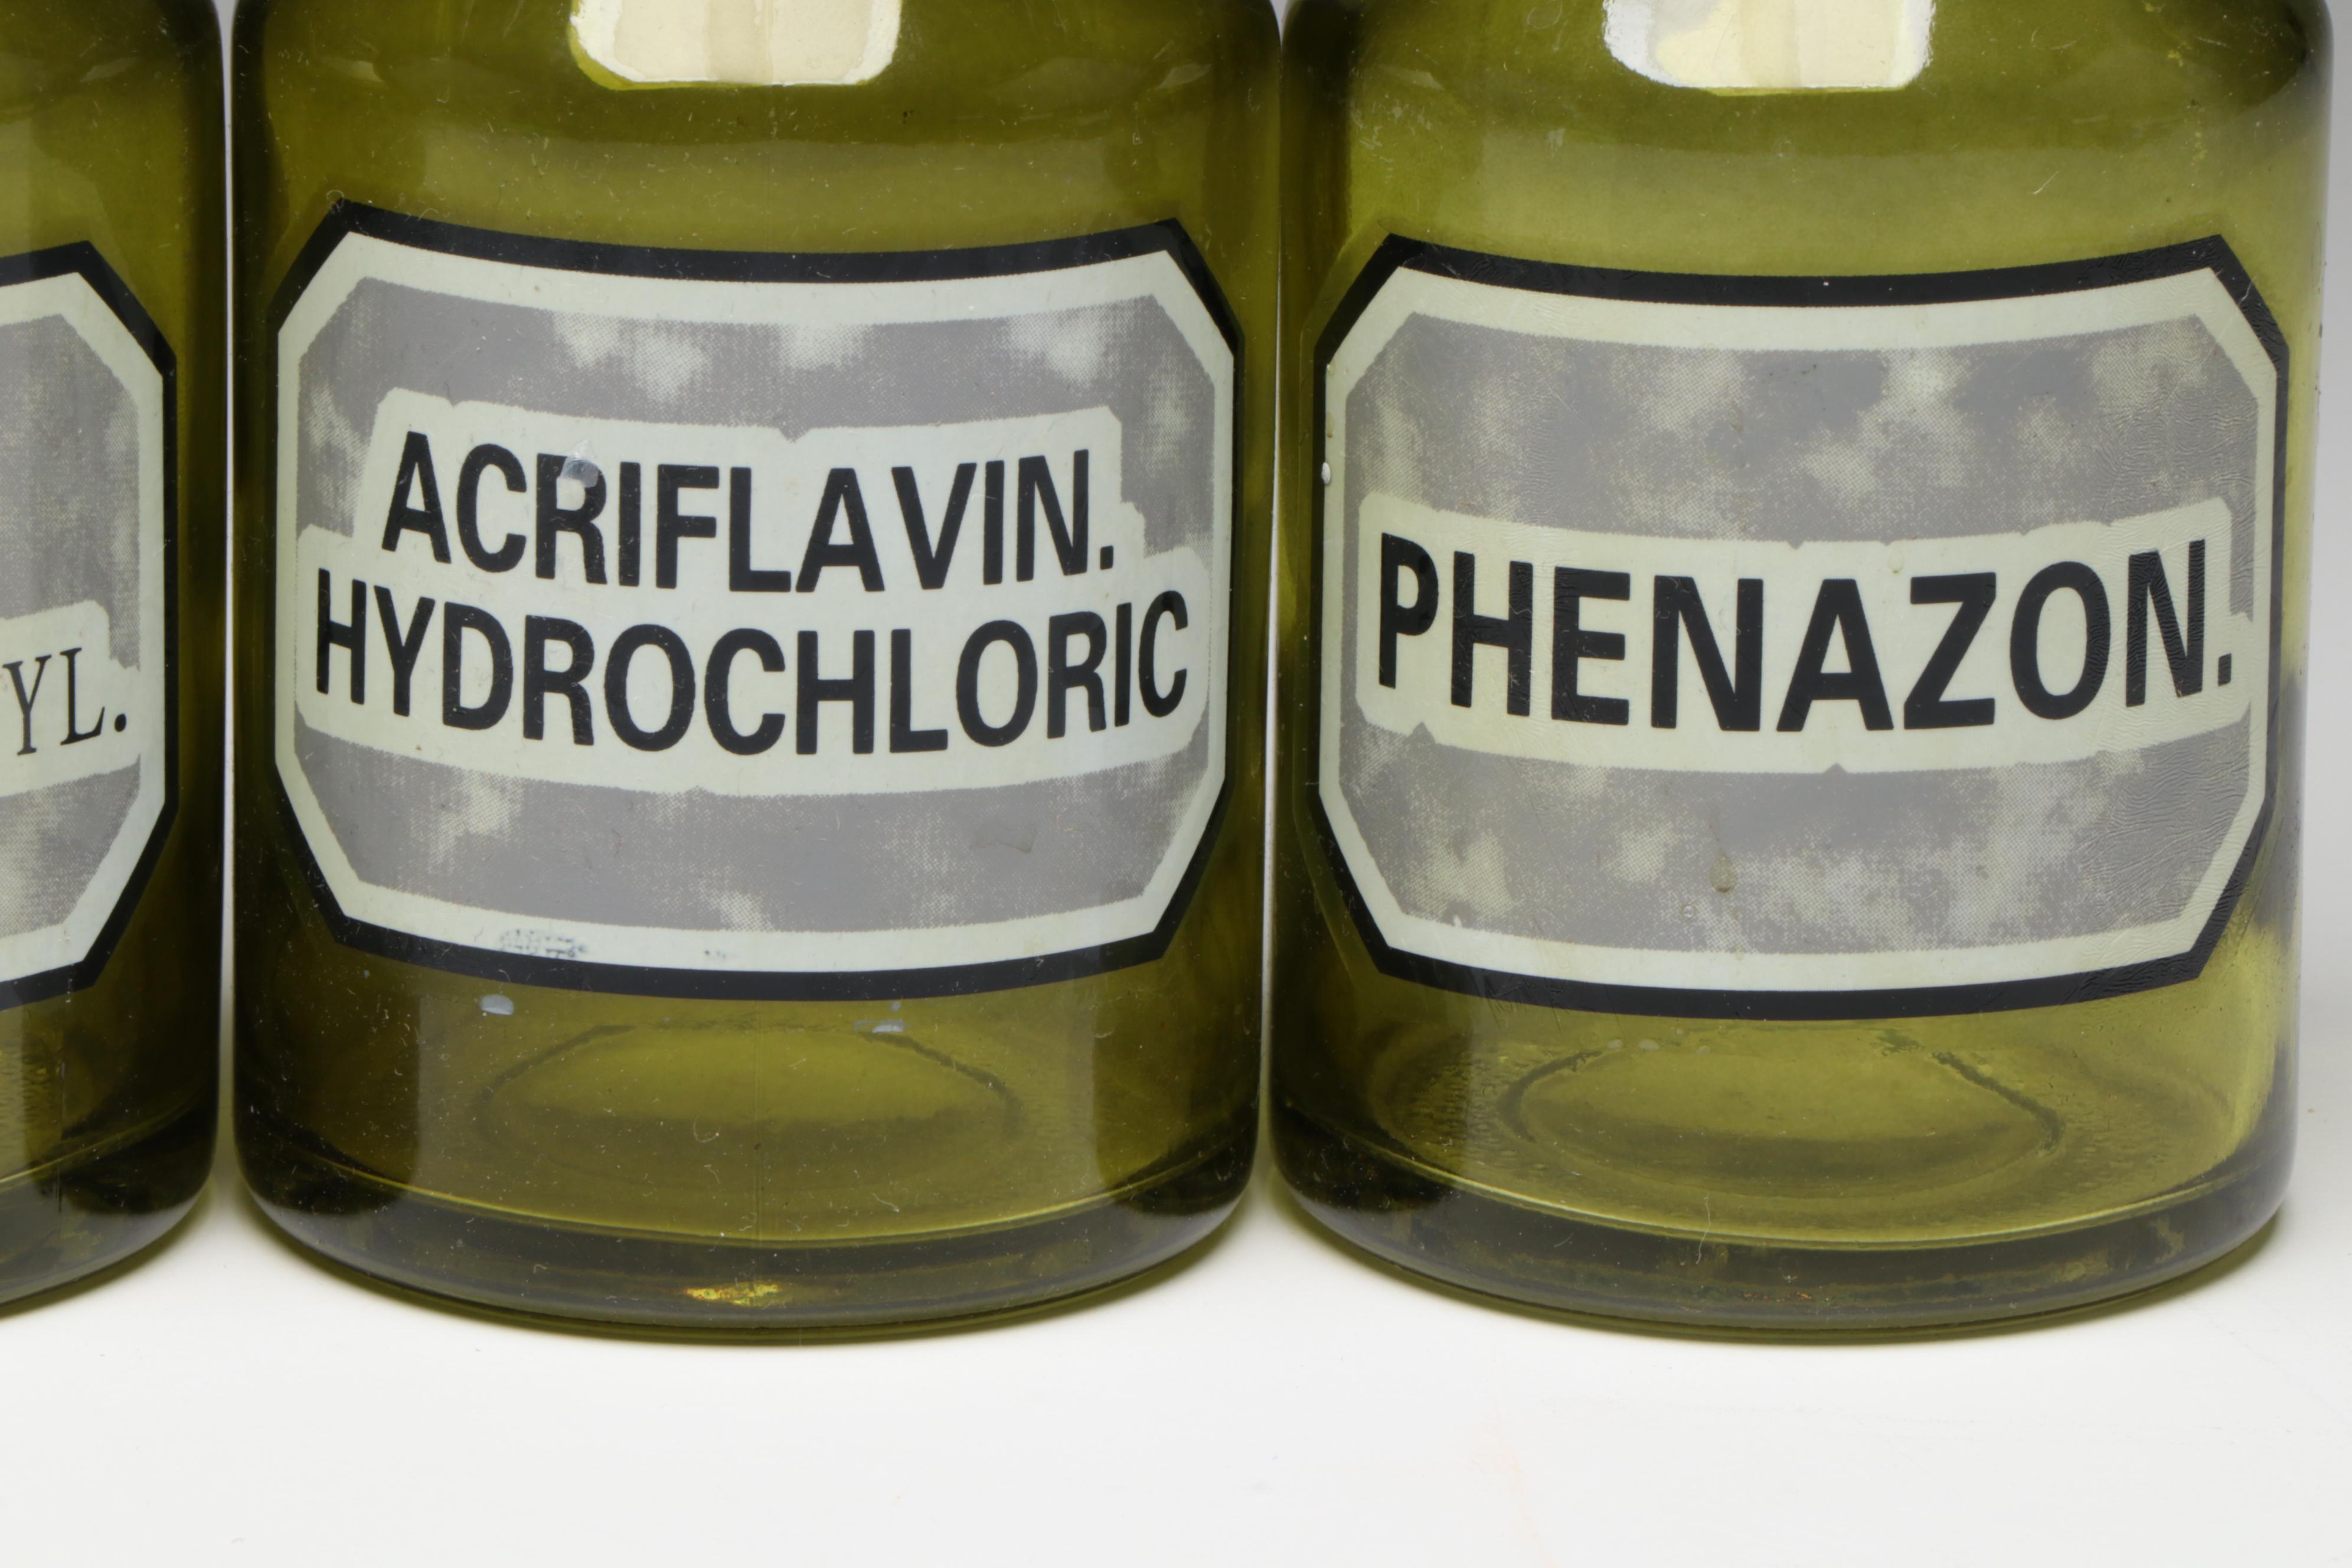 YL.
ACRIFLAVIN.
HYDROCHLORIC
PHENAZON.